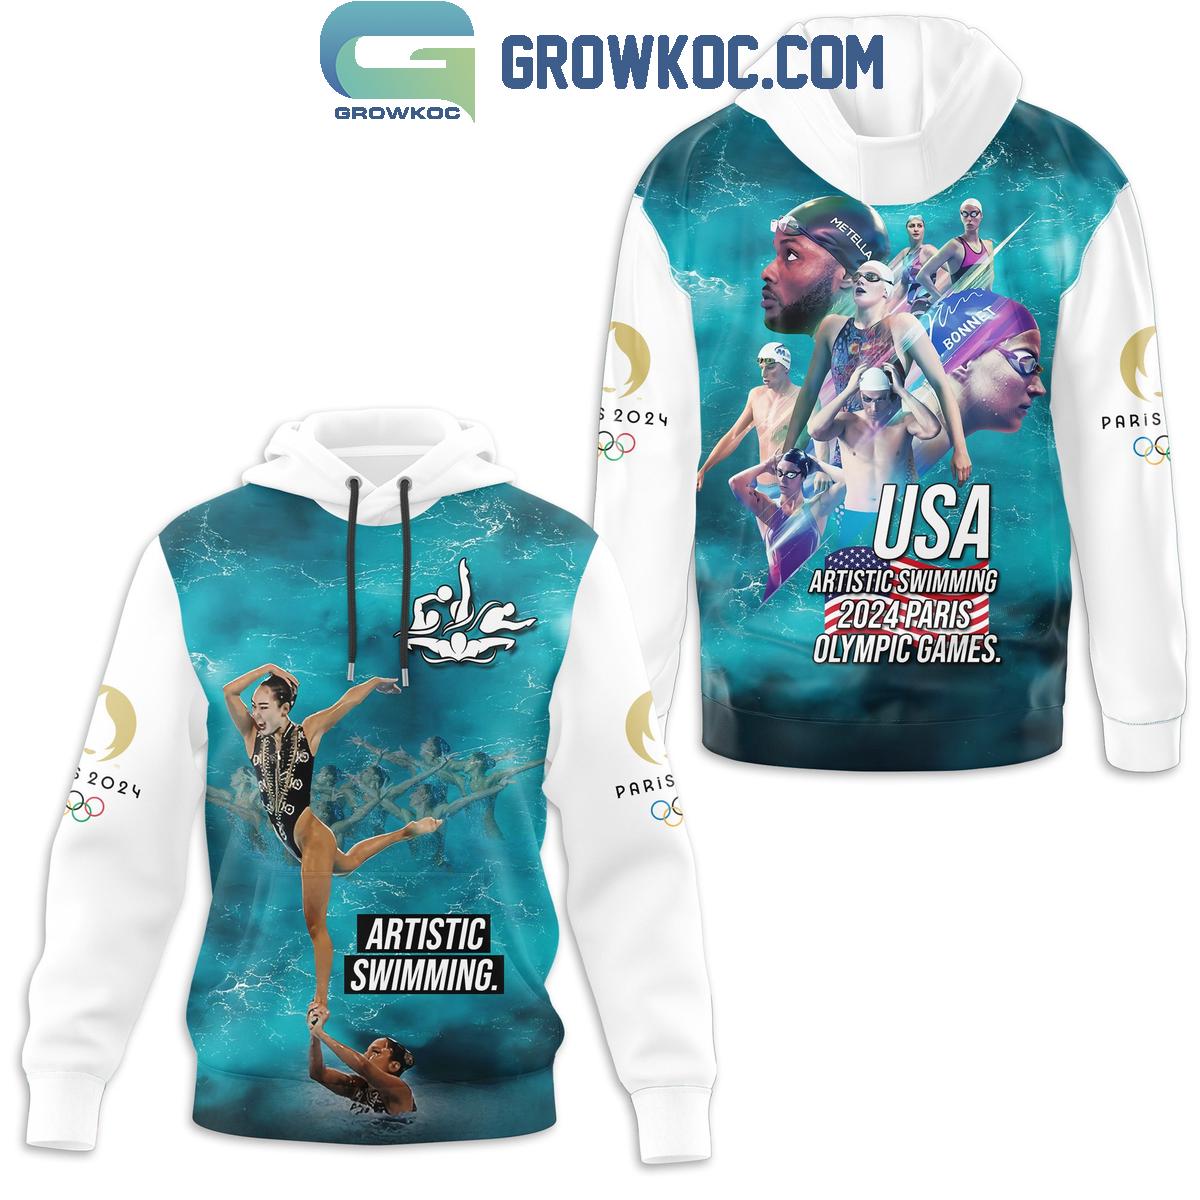 GROWKOC
GROWKOC.COM
METELLA
BONNET
S 2024
PARIS
USA
ARTISTIC SWIMMING
2024 PARIS
OLYMPIC GAMES.
S 2024
PARIS
ARTISTIC
SWIMMING.